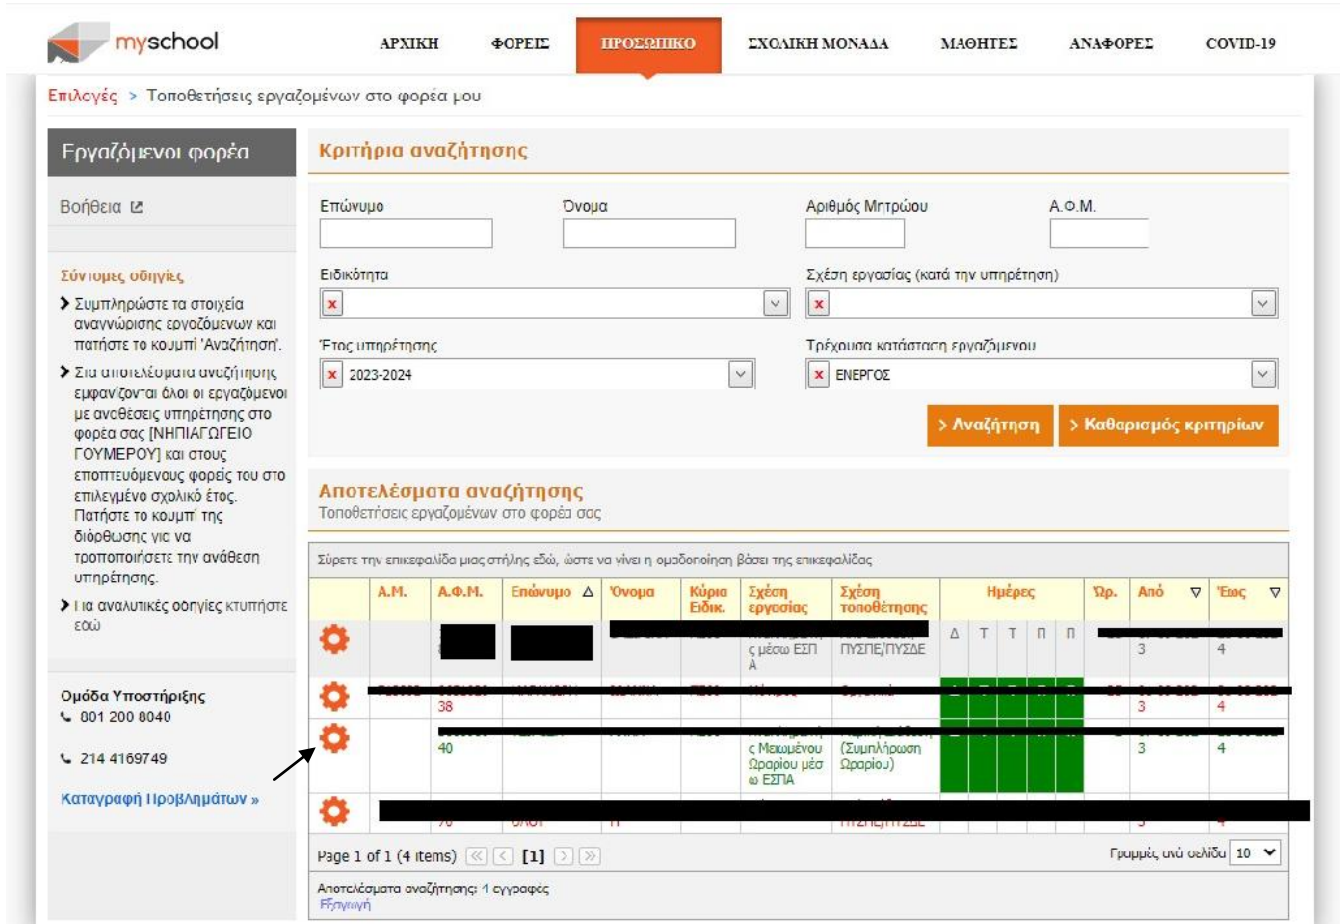 myschool
ΑΡΧΙΚΗ ΦΟΡΕΙΣ ΠΡΟΣΩΠΙΚΟ ΣΧΟΛΙΚΗ ΜΟΝΑΔΑ ΜΑΘΗΤΕΣ ΑΝΑΦΟΡΕΣ COVID-19
Επιλογές > Τοποθετήσεις εργαζομένων στο φορέα μου
Εργαζόμενοι φορέα
Βοήθεια
Σύντομες οδηγίες
Συμπληρώστε τα στοιχεία
αναγνώρισης εργαζόμενων και
πατήστε το κουμπί 'Αναζήτηση'.
Στα αποτελέσματα αναζήτησης
εμφανίζονται όλοι οι εργαζόμενοι
με αναθέσεις υπηρέτησης στο
φορέα σας [ΝΗΠΙΑΓΩΓΕΙΟ
ΓΟΥΜΕΡΟΥ] και στους
εποπτευόμενους φορείς του στο
επιλεγμένο σχολικό έτος.
Πατήστε το κουμπί της
διόρθωσης για να
τροποποιήσετε την ανάθεση
υπηρέτησης.
Για αναλυτικές οδηγίες κτυπήστε
εδώ
Ομάδα Υποστήριξης
801 200 8040
214 4169749
Καταγραφή Προβλημάτων »
Κριτήρια αναζήτησης
Επώνυμο Όνομα Αριθμός Μητρώου Α.Φ.Μ.
Ειδικότητα Σχέση εργασίας (κατά την υπηρέτηση)
x x
Έτος υπηρέτησης Τρέχουσα κατάσταση εργαζόμενου
x 2023-2024 x ΕΝΕΡΓΟΣ
> Αναζήτηση > Καθαρισμός κριτηρίων
Αποτελέσματα αναζήτησης
Τοποθετήσεις εργαζομένων στο φορέα σας
Σύρετε την επικεφαλίδα μιας στήλης εδώ, ώστε να γίνει η ομαδοποίηση βάσει της επικεφαλίδας
Α.Μ. Α.Φ.Μ. Επώνυμο Όνομα Κύρια Ειδικ. Σχέση εργασίας Σχέση τοποθέτησης Ημέρες Ώρ. Από Έως
Δ Τ Τ Π Π
ς μέσω ΕΣΠ ΠΥΣΠΕ/ΠΥΣΔΕ 3 4
Α
38 3 4
40 ς Μειωμένου (Συμπλήρωση 3 4
Ωραρίου μέσ Ωραρίου)
ω ΕΣΠΑ
Page 1 of 1 (4 items) [1] Γραμμές ανά σελίδα 10
Αποτελέσματα αναζήτησης: 4 εγγραφές
Εξαγωγή